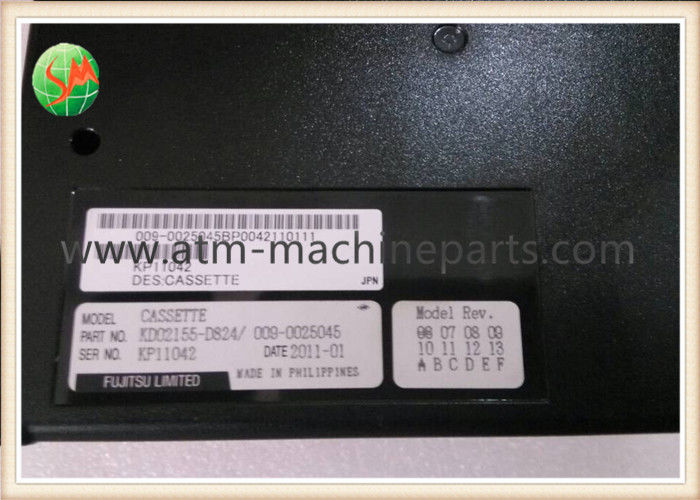 SM
009-0025045BP0042110111
www.atm-machineparts.com
KP11042
DES:CASSETTE JPN
MODEL CASSETTE
PART NO. KD02155-D824/ 009-0025045
SER NO. KP11042 DATE 2011-01
FUJITSU LIMITED MADE IN PHILIPPINES
Model Rev.
06 07 08 09
10 11 12 13
A B C D E F